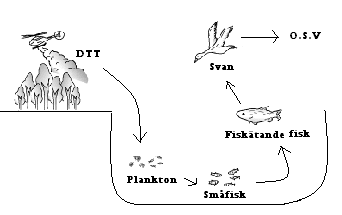 DTT
Svan
O.S.V
Fiskätande fisk
Plankton
Småfisk